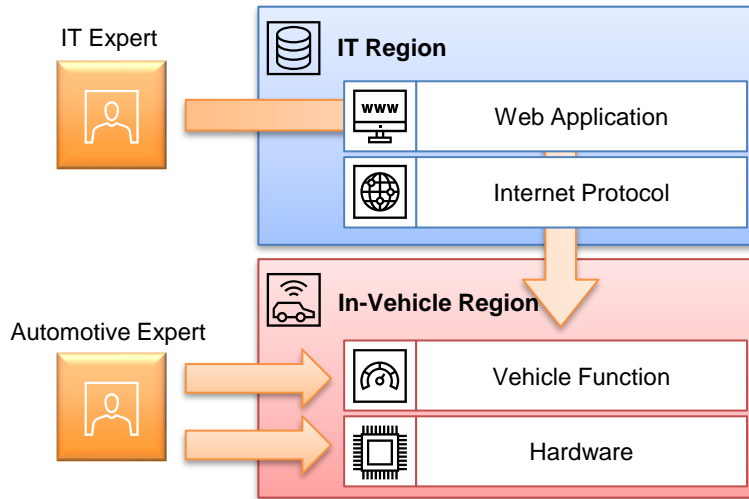 IT Expert
IT Region
www
Web Application
Internet Protocol
In-Vehicle Region
Automotive Expert
Vehicle Function
Hardware